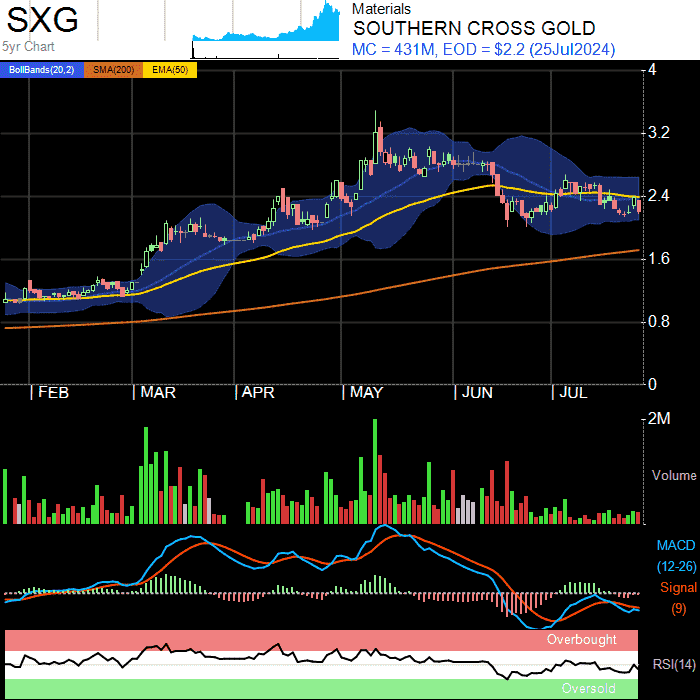 SXG
5yr Chart
Materials
SOUTHERN CROSS GOLD
MC = 431M, EOD = $2.2 (25Jul2024)
BollBands(20,2) SMA(200) EMA(50)
4
3.2
2.4
1.6
0.8
0
FEB MAR APR MAY JUN JUL
2M
Volume
MACD
(12-26)
Signal
(9)
Overbought
RSI(14)
Oversold